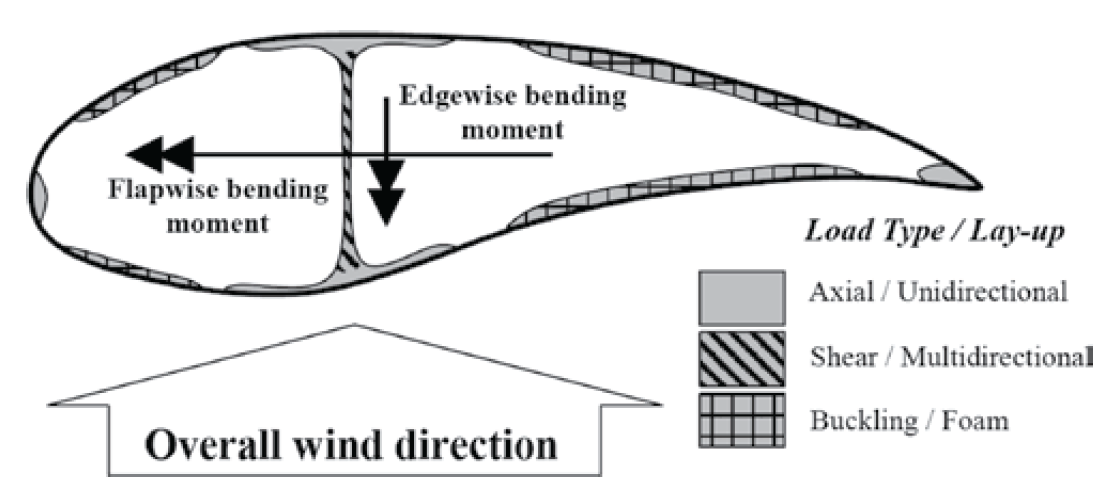 Edgewise bending
moment
Flapwise bending
moment
Load Type / Lay-up
Axial / Unidirectional
Shear / Multidirectional
Buckling / Foam
Overall wind direction